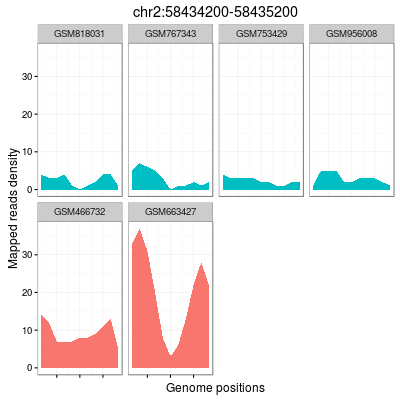 chr2:58434200-58435200
GSM818031 GSM767343 GSM753429 GSM956008
30
20
10
0
Mapped reads density
GSM466732 GSM663427
30
20
10
0
Genome positions